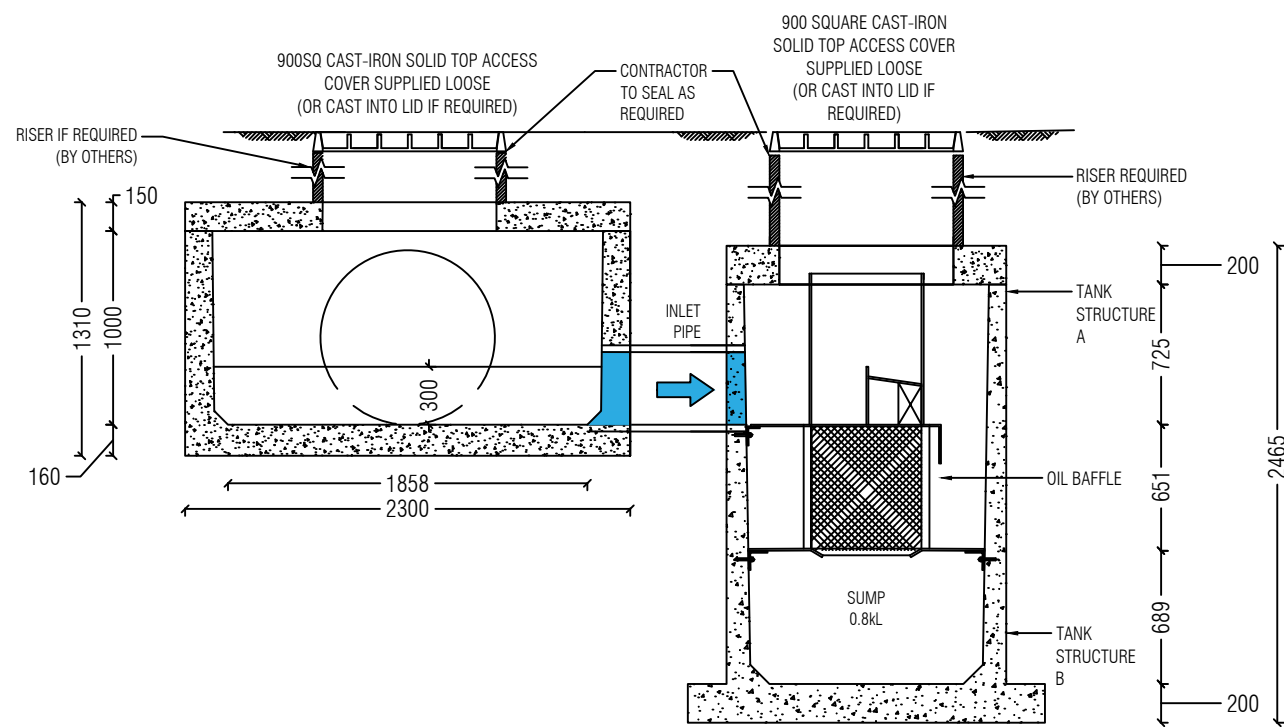 900SQ CAST-IRON SOLID TOP ACCESS
COVER SUPPLIED LOOSE
(OR CAST INTO LID IF REQUIRED)
CONTRACTOR
TO SEAL AS
REQUIRED
900 SQUARE CAST-IRON
SOLID TOP ACCESS COVER
SUPPLIED LOOSE
(OR CAST INTO LID IF
REQUIRED)
RISER IF REQUIRED
(BY OTHERS)
RISER REQUIRED
(BY OTHERS)
150
1310
1000
160
300
1858
2300
INLET
PIPE
200
TANK
STRUCTURE
A
725
2465
OIL BAFFLE
651
SUMP
0.8kL
689
TANK
STRUCTURE
B
200